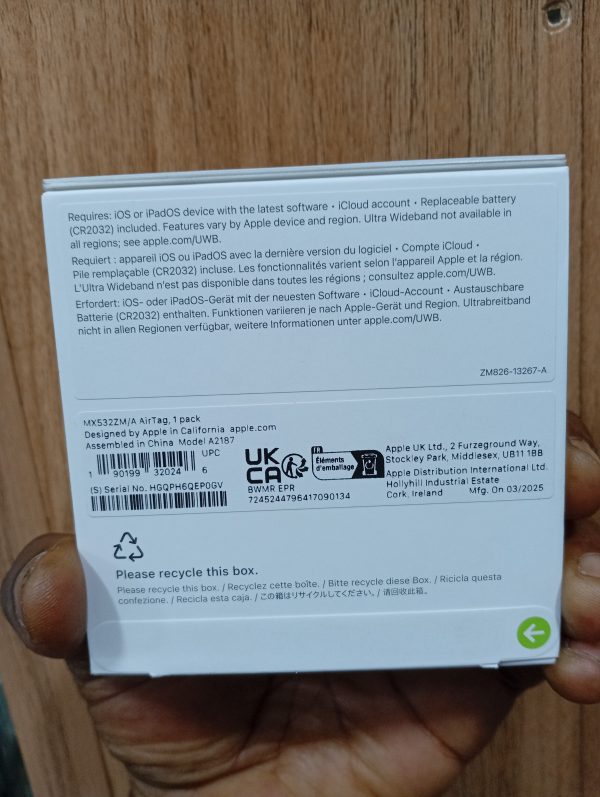 Requires: iOS or iPadOS device with the latest software • iCloud account • Replaceable battery
(CR2032) included. Features vary by Apple device and region. Ultra Wideband not available in
all regions; see apple.com/UWB.
Requiert : appareil iOS ou iPadOS avec la dernière version du logiciel • Compte iCloud •
Pile remplaçable (CR2032) incluse. Les fonctionnalités varient selon l'appareil Apple et la région.
L'Ultra Wideband n'est pas disponible dans toutes les régions ; consultez apple.com/UWB.
Erfordert: iOS- oder iPadOS-Gerät mit der neuesten Software • iCloud-Account • Austauschbare
Batterie (CR2032) enthalten. Funktionen variieren je nach Apple-Gerät und Region. Ultrabreitband
nicht in allen Regionen verfügbar, weitere Informationen unter apple.com/UWB.
ZM826-13267-A
MX532ZM/A AirTag, 1 pack
Designed by Apple in California apple.com
Assembled in China Model A2187
UPC
1 90199 32024 6
(S) Serial No. HGQPH6QEP0GV
UK
CA
BWMR EPR
7245244796417090134
FR
Éléments
d'emballage
Apple UK Ltd., 2 Furzeground Way,
Stockley Park, Middlesex, UB11 1BB
Apple Distribution International Ltd.
Hollyhill Industrial Estate
Cork, Ireland Mfg. On 03/2025
Please recycle this box.
Please recycle this box. / Recyclez cette boîte. / Bitte recycle diese Box. / Ricicla questa
confezione. / Recicla esta caja. / この箱はリサイクルしてください。/ 请回收此箱。